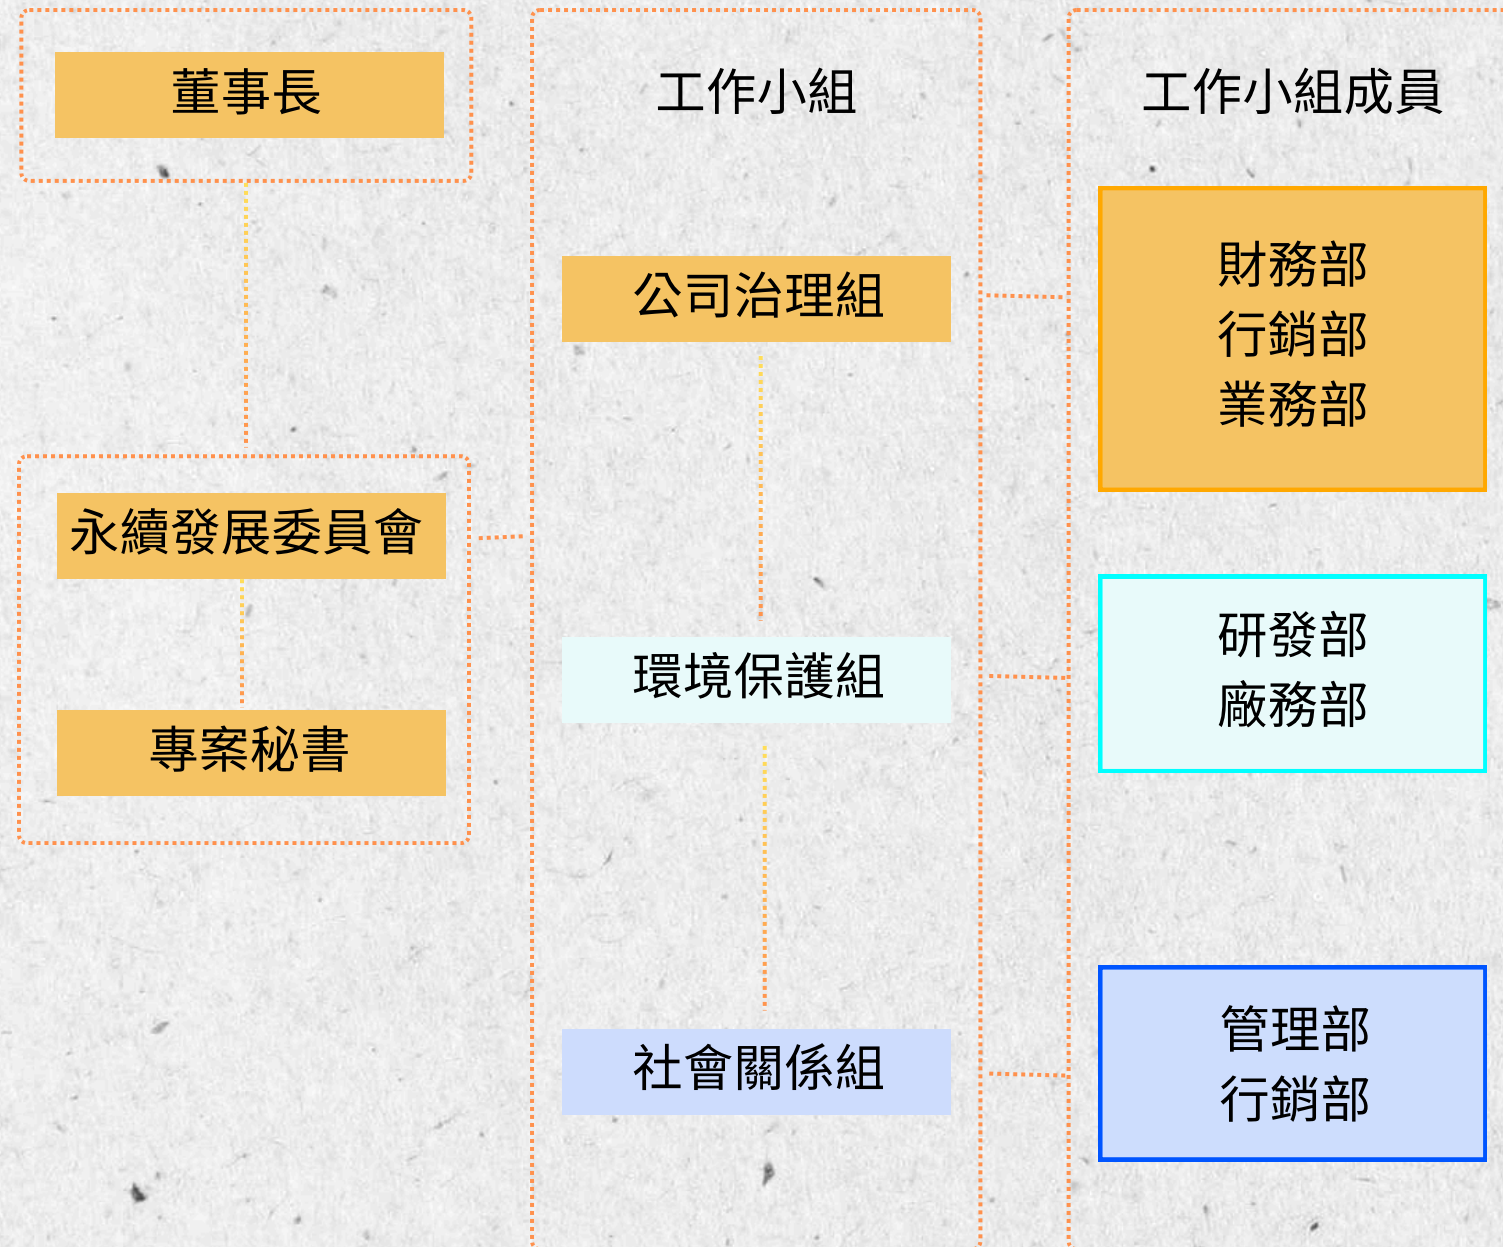 董事長
永續發展委員會
專案秘書
工作小組
公司治理組
環境保護組
社會關係組
工作小組成員
財務部
行銷部
業務部
研發部
廠務部
管理部
行銷部